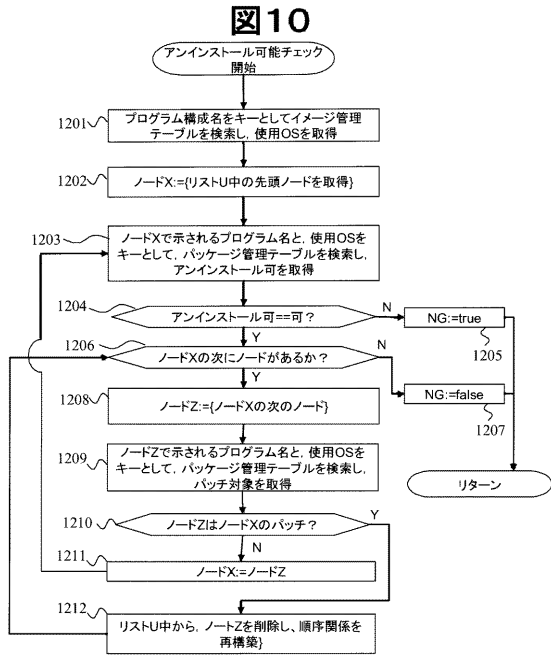 図10
アンインストール可能チェック
開始
1201
プログラム構成名をキーとしてイメージ管理
テーブルを検索し，使用OSを取得
1202
ノードX:={リストU中の先頭ノードを取得}
1203
ノードXで示されるプログラム名と，使用OSを
キーとして，パッケージ管理テーブルを検索し，
アンインストール可を取得
1204
アンインストール可==可？
N
NG:=true
1205
Y
1206
ノードXの次にノードがあるか？
N
NG:=false
1207
Y
1208
ノードZ:={ノードXの次のノード}
1209
ノードZで示されるプログラム名と，使用OSを
キーとして，パッケージ管理テーブルを検索し，
パッチ対象を取得
リターン
1210
ノードZはノードXのパッチ？
Y
N
1211
ノードX:=ノードZ
1212
リストU中から，ノートZを削除し、順序関係を
再構築}